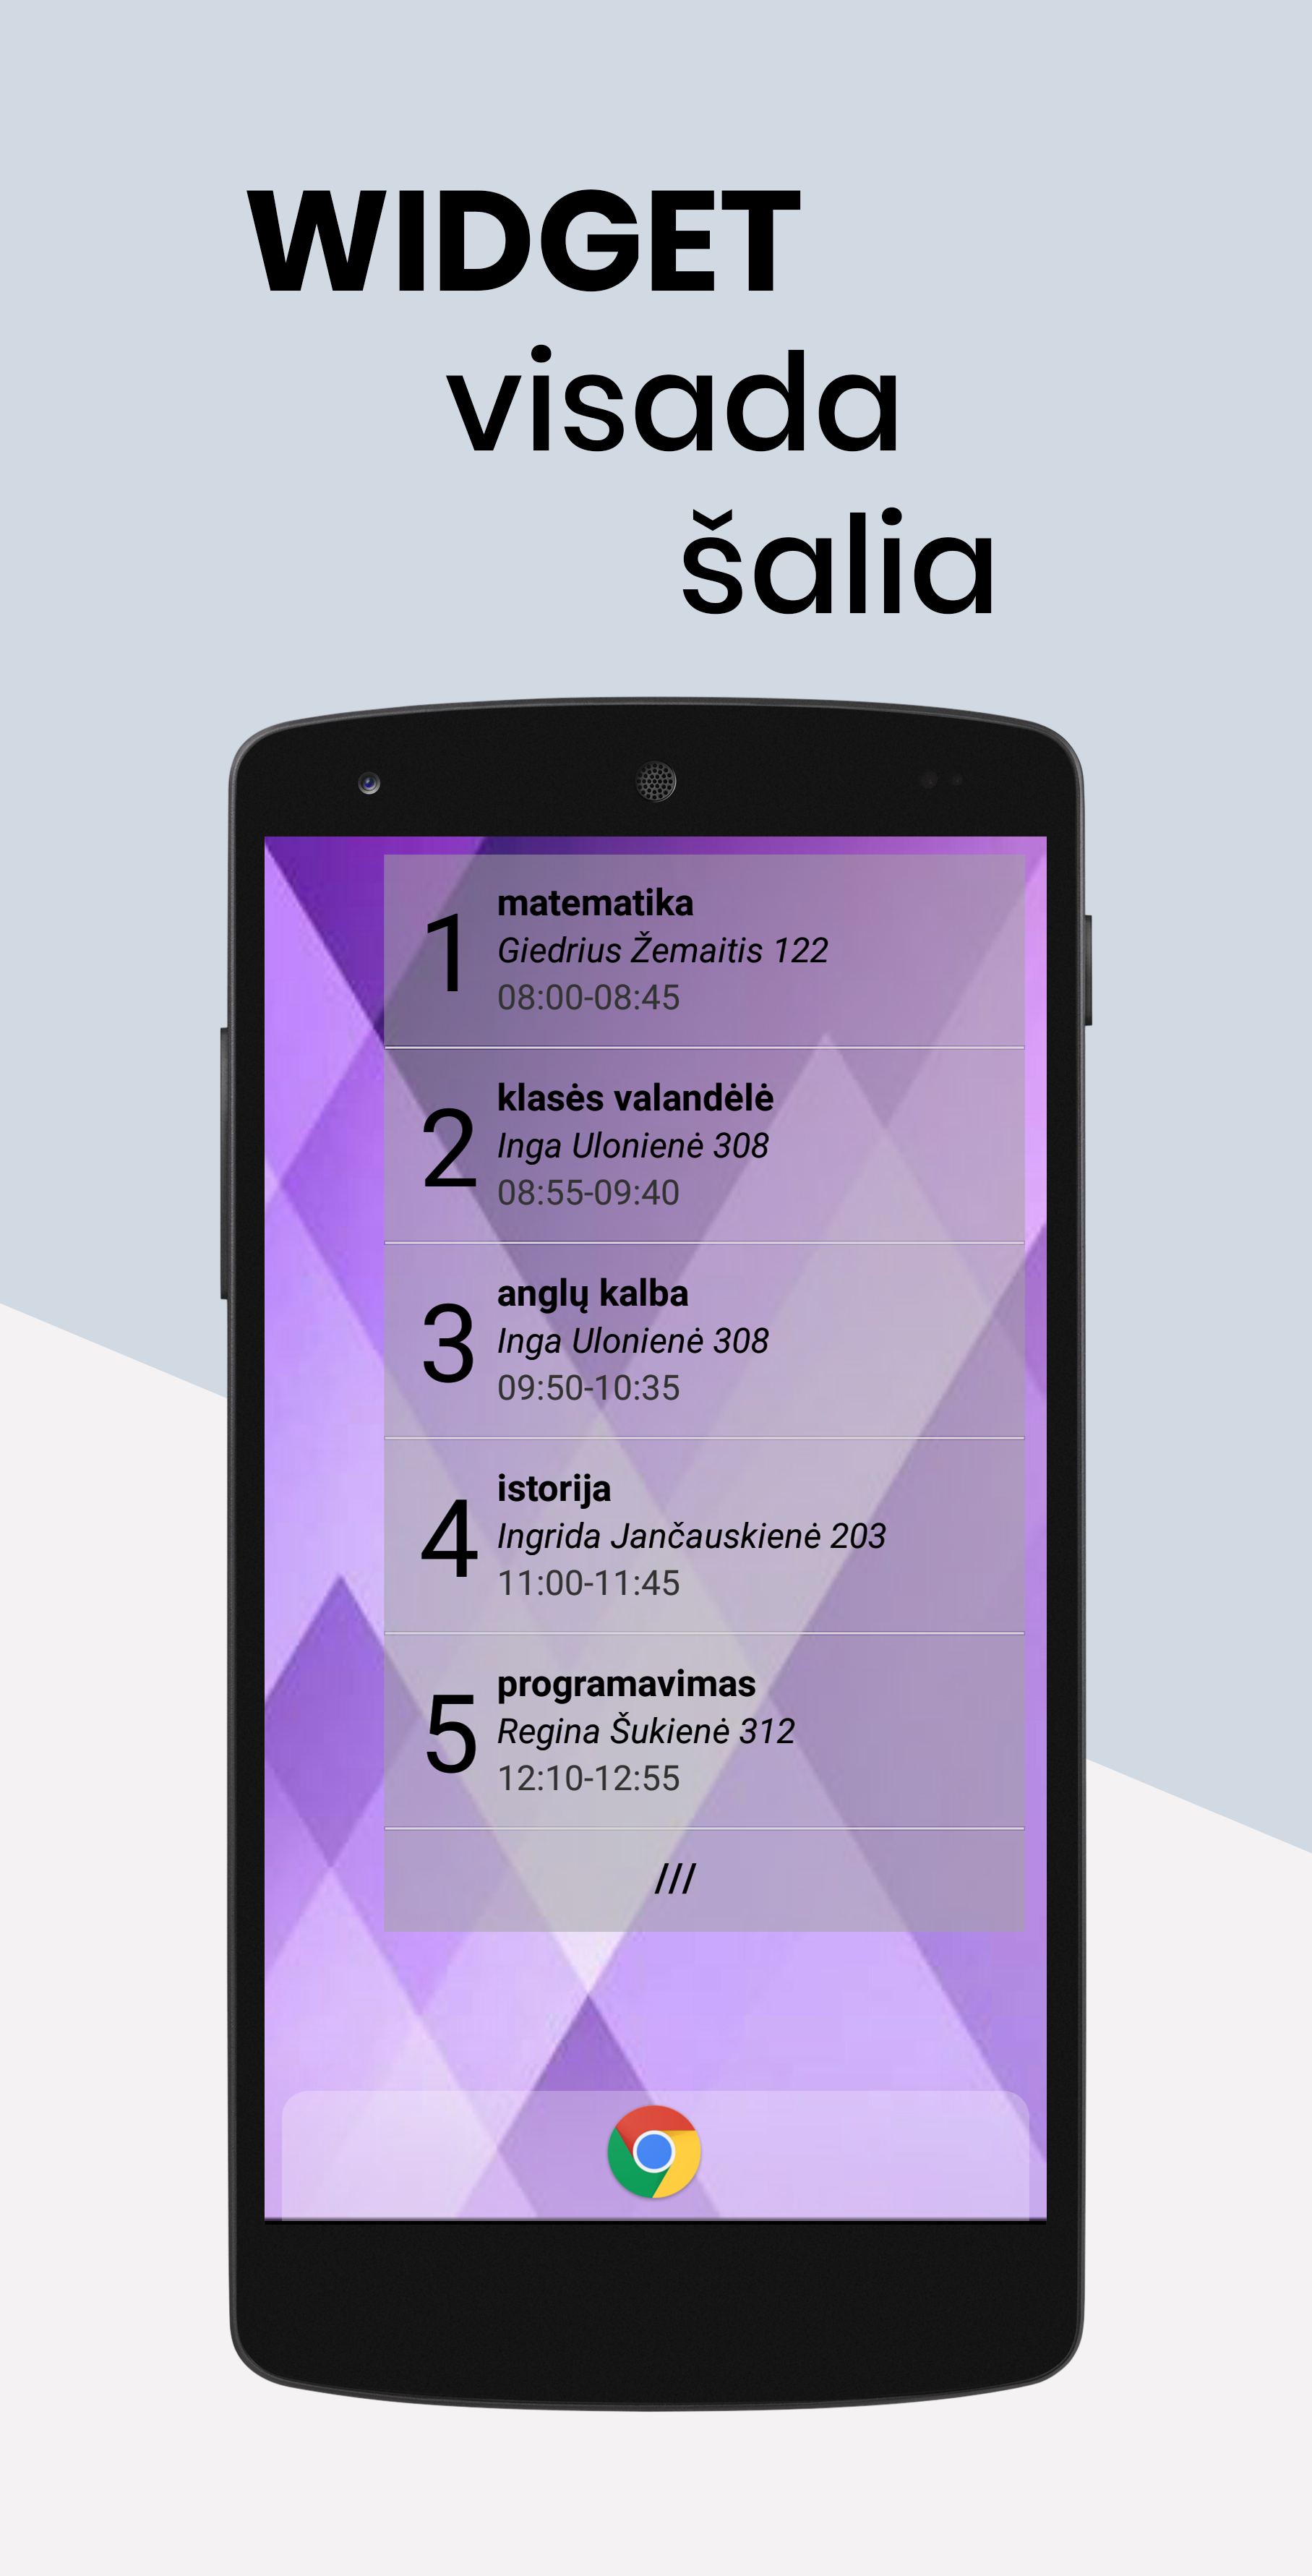 WIDGET
visada
šalia
1
matematika
Giedrius Žemaitis 122
08:00-08:45
2
klasės valandėlė
Inga Ulonienė 308
08:55-09:40
3
anglų kalba
Inga Ulonienė 308
09:50-10:35
4
istorija
Ingrida Jančauskienė 203
11:00-11:45
5
programavimas
Regina Šukienė 312
12:10-12:55
///